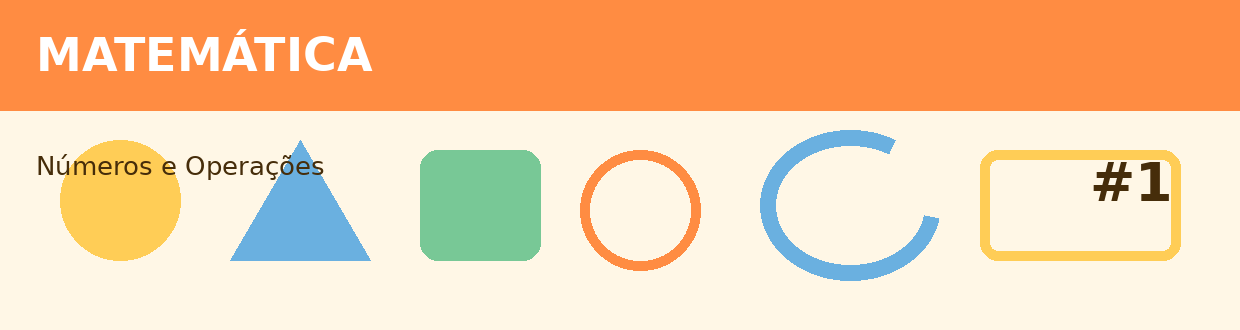 MATEMÁTICA
Números e Operações
#1